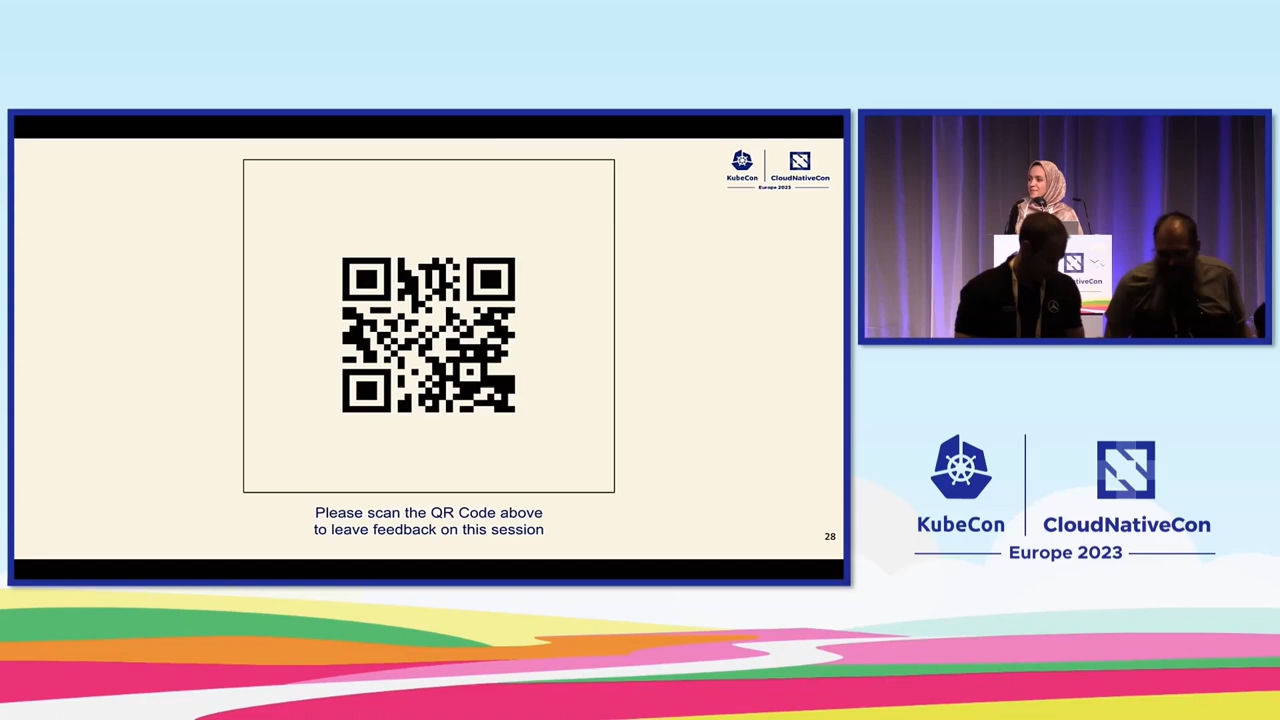 KubeCon
CloudNativeCon
Europe 2023
Please scan the QR Code above
to leave feedback on this session
28
KubeCon
CloudNativeCon
Europe 2023